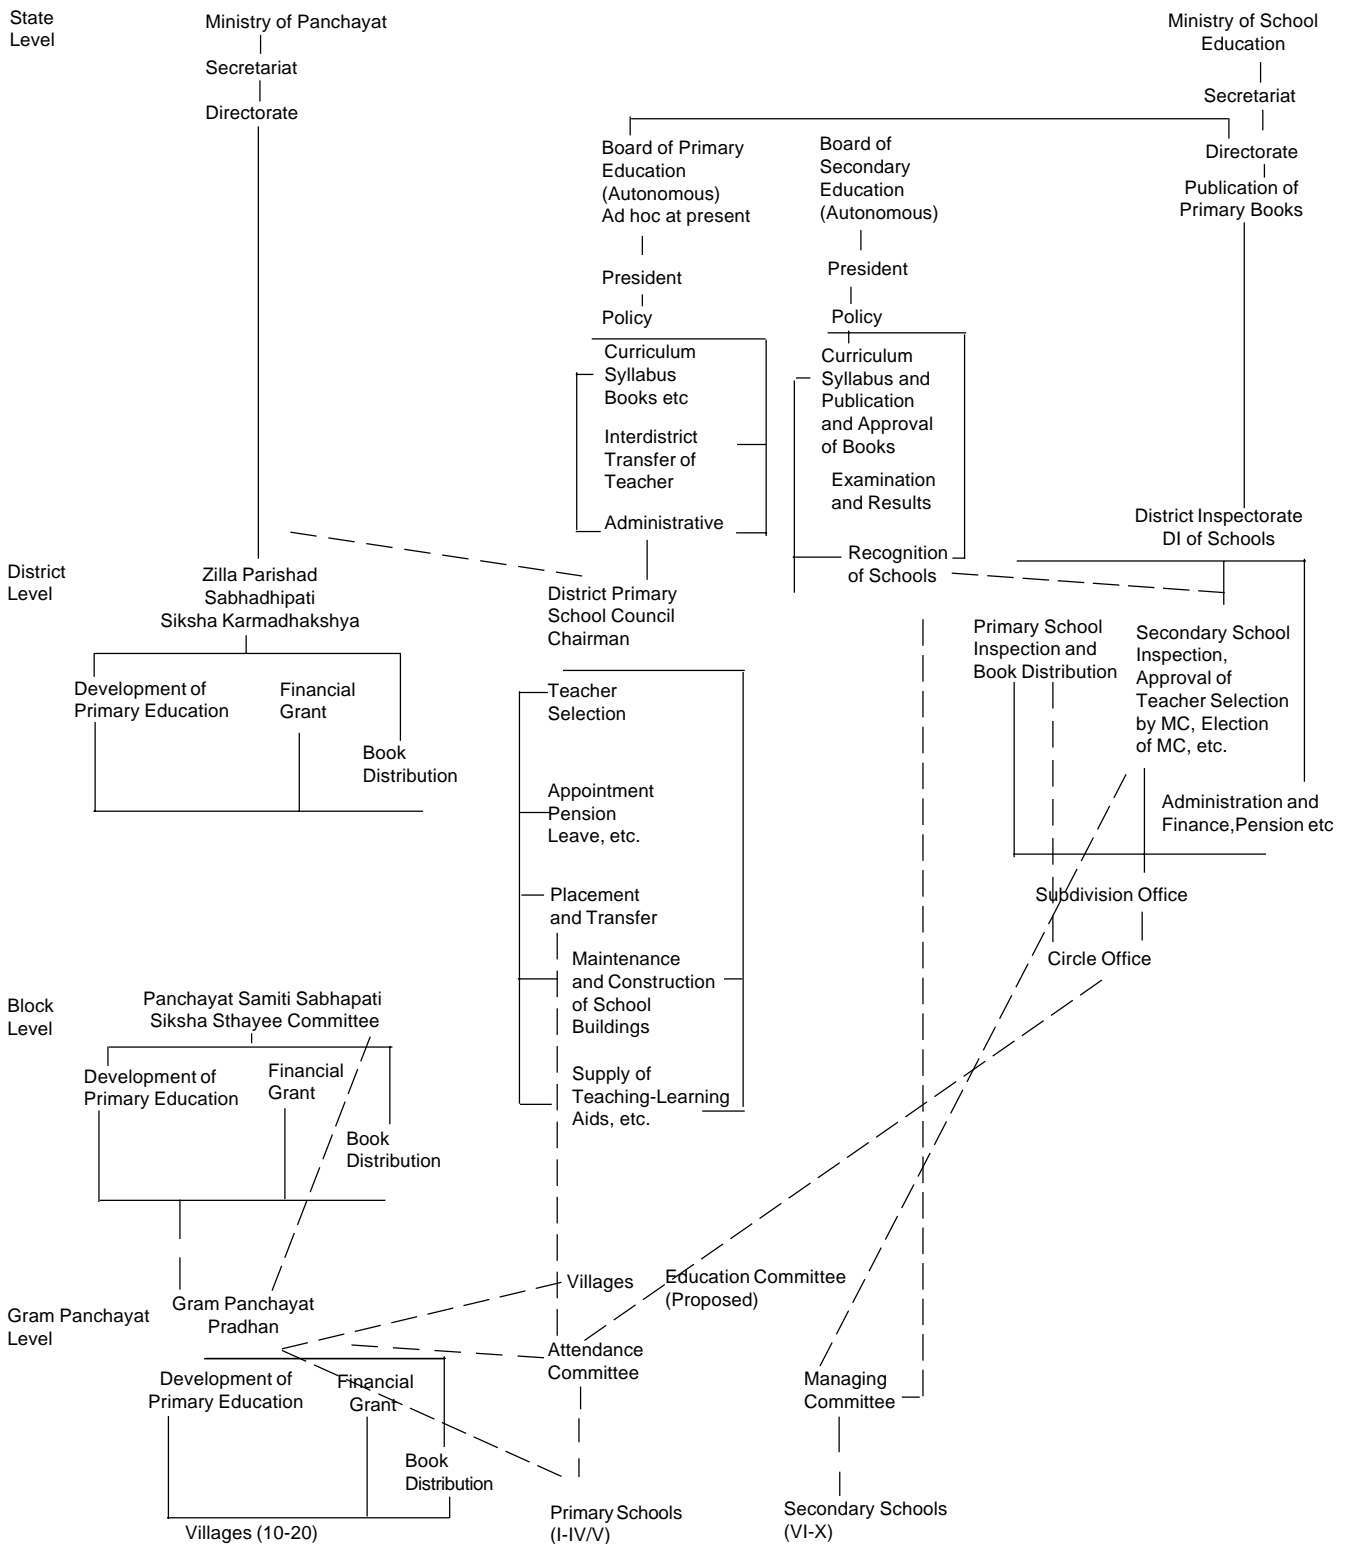 State
Level
Ministry of Panchayat
Secretariat
Directorate
Ministry of School
Education
Secretariat
Directorate
Publication of
Primary Books
Board of Primary
Education
(Autonomous)
Ad hoc at present
President
Policy
Curriculum
Syllabus
Books etc
Interdistrict
Transfer of
Teacher
Administrative
Board of
Secondary
Education
(Autonomous)
President
Policy
Curriculum
Syllabus and
Publication
and Approval
of Books
Examination
and Results
Recognition
of Schools
District Inspectorate
DI of Schools
District
Level
Zilla Parishad
Sabhadhipati
Siksha Karmadhakshya
Development of
Primary Education
Financial
Grant
Book
Distribution
District Primary
School Council
Chairman
Teacher
Selection
Appointment
Pension
Leave, etc.
Placement
and Transfer
Maintenance
and Construction
of School
Buildings
Supply of
Teaching-Learning
Aids, etc.
Primary School
Inspection and
Book Distribution
Secondary School
Inspection,
Approval of
Teacher Selection
by MC, Election
of MC, etc.
Administration and
Finance,Pension etc
Subdivision Office
Circle Office
Block
Level
Panchayat Samiti Sabhapati
Siksha Sthayee Committee
Development of
Primary Education
Financial
Grant
Book
Distribution
Gram Panchayat
Level
Gram Panchayat
Pradhan
Villages
Education Committee
(Proposed)
Attendance
Committee
Managing
Committee
Development of
Primary Education
Financial
Grant
Book
Distribution
Villages (10-20)
Primary Schools
(I-IV/V)
Secondary Schools
(VI-X)